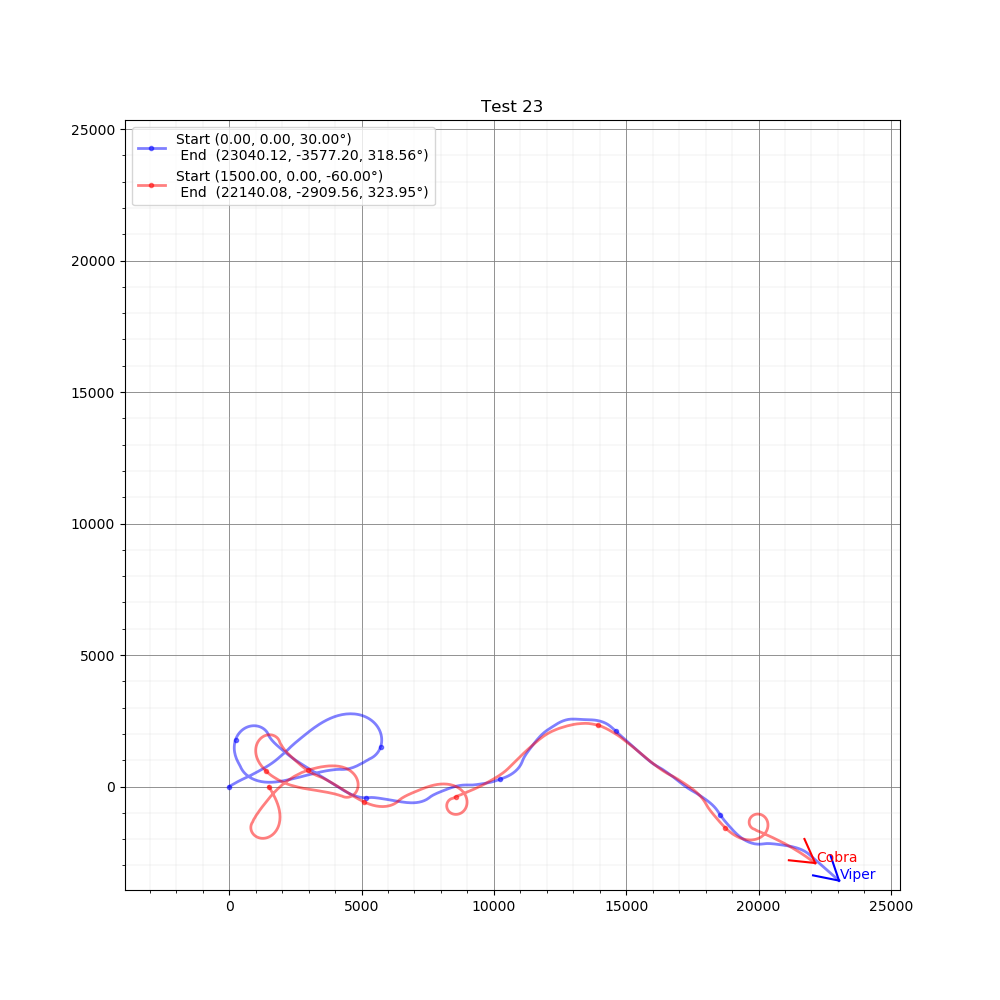 Test 23
25000
20000
15000
10000
5000
0
Start (0.00, 0.00, 30.00°)
End (23040.12, -3577.20, 318.56°)
Start (1500.00, 0.00, -60.00°)
End (22140.08, -2909.56, 323.95°)
Cobra
Viper
0 5000 10000 15000 20000 25000